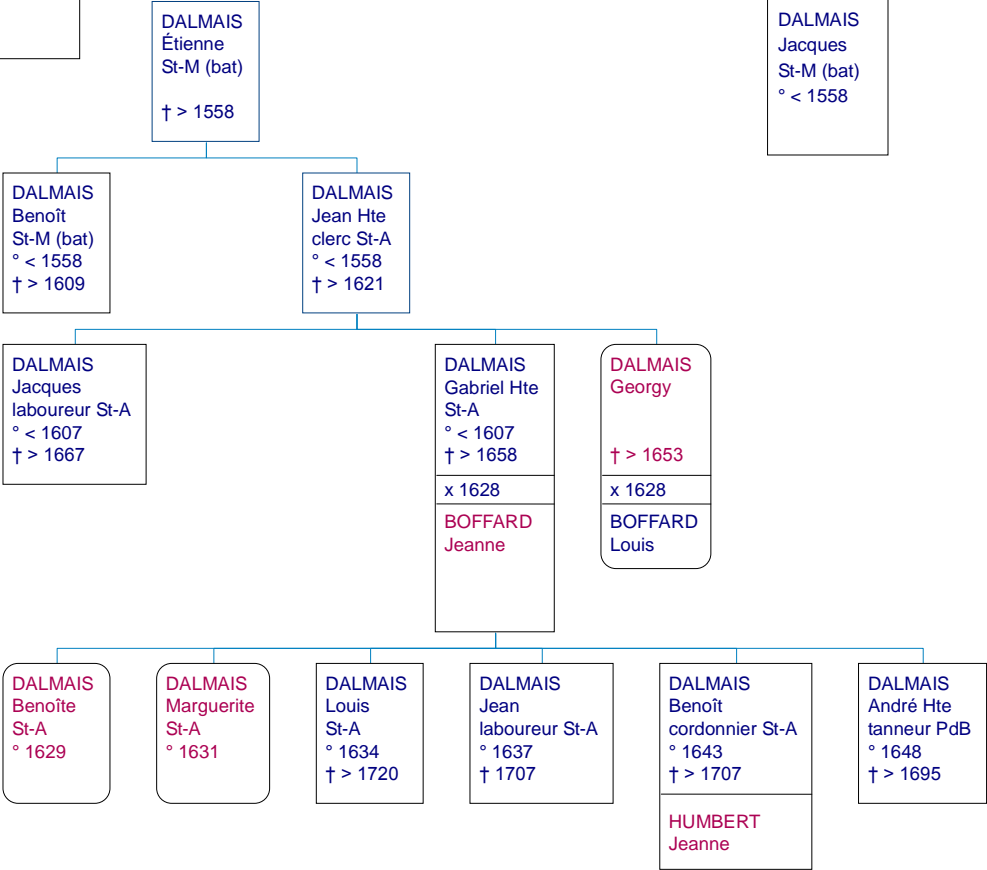 DALMAIS
Étienne
St-M (bat)
† > 1558
DALMAIS
Jacques
St-M (bat)
° < 1558
DALMAIS
Benoît
St-M (bat)
° < 1558
† > 1609
DALMAIS
Jean Hte
clerc St-A
° < 1558
† > 1621
DALMAIS
Jacques
laboureur St-A
° < 1607
† > 1667
DALMAIS
Gabriel Hte
St-A
° < 1607
† > 1658
x 1628
BOFFARD
Jeanne
DALMAIS
Georgy
† > 1653
x 1628
BOFFARD
Louis
DALMAIS
Benoîte
St-A
° 1629
DALMAIS
Marguerite
St-A
° 1631
DALMAIS
Louis
St-A
° 1634
† > 1720
DALMAIS
Jean
laboureur St-A
° 1637
† 1707
DALMAIS
Benoît
cordonnier St-A
° 1643
† > 1707
HUMBERT
Jeanne
DALMAIS
André Hte
tanneur PdB
° 1648
† > 1695